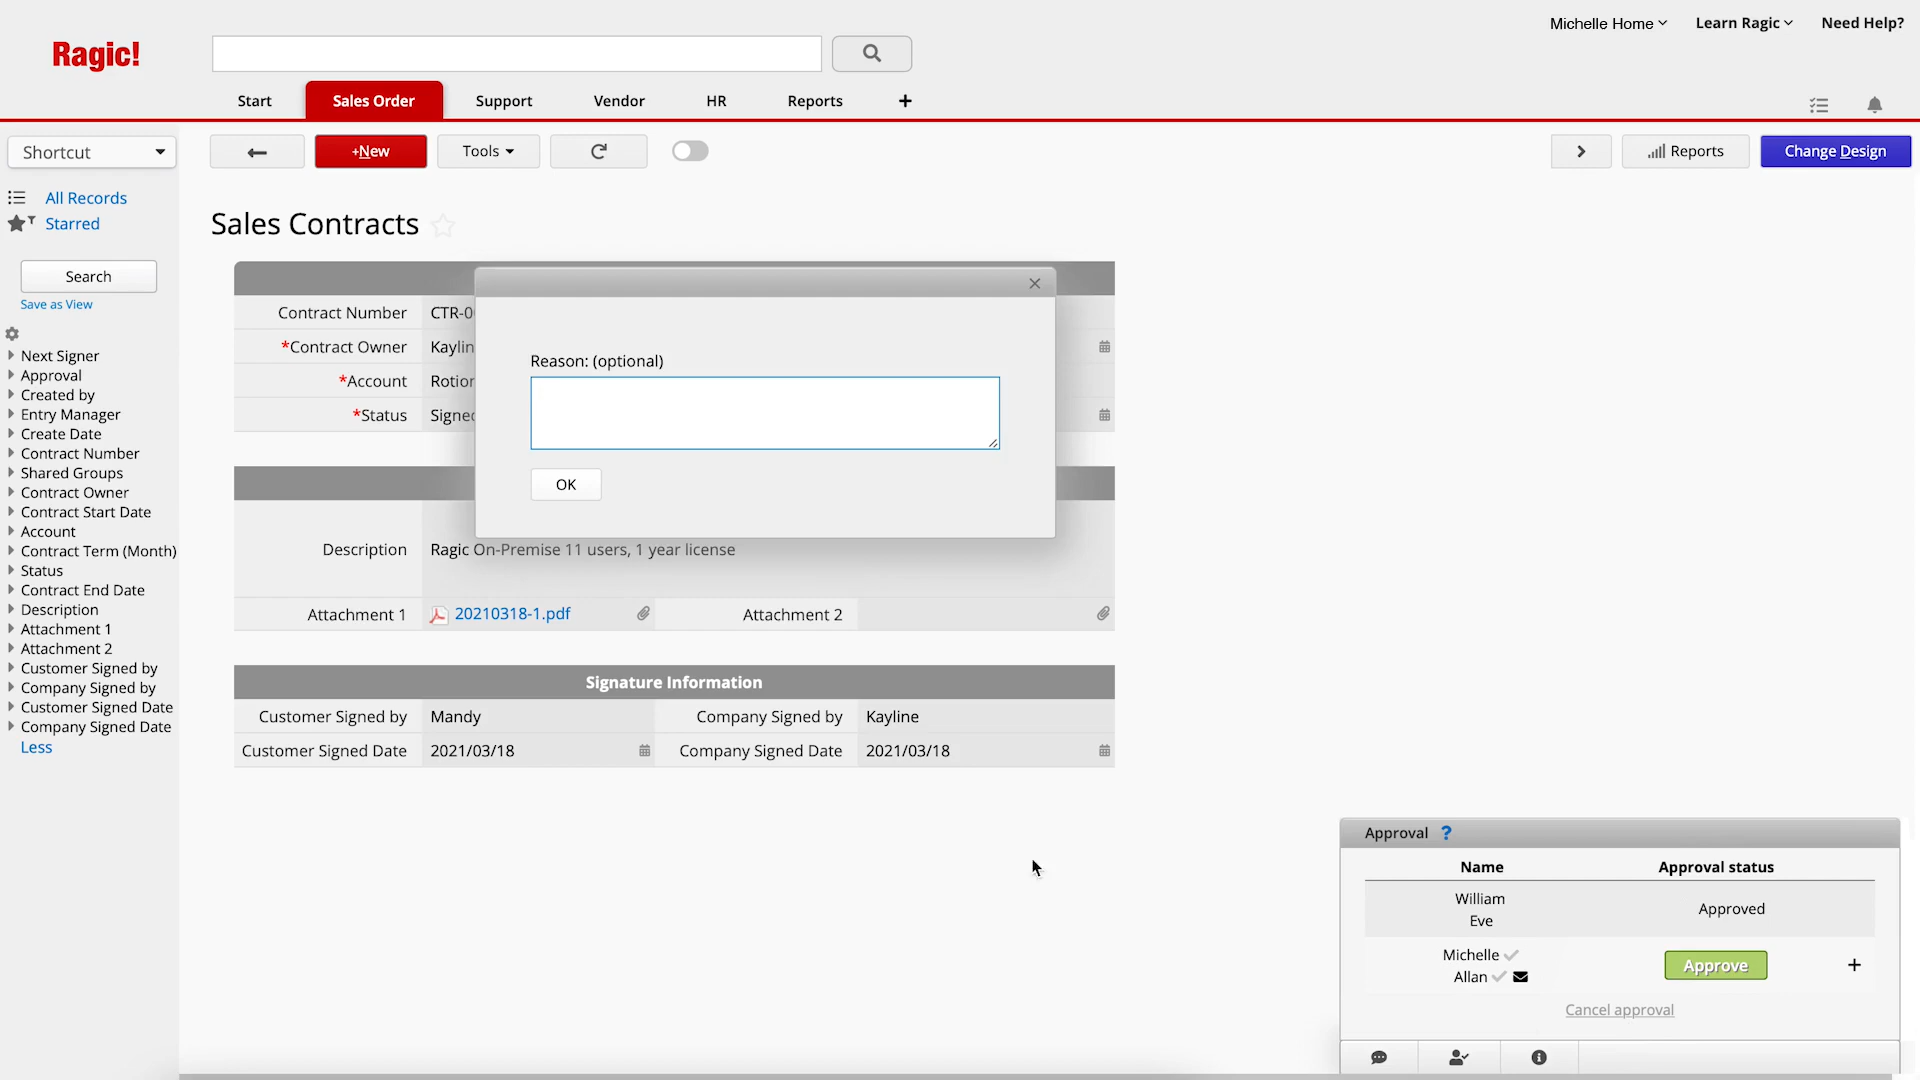 Michelle Home
Learn Ragic
Need Help?
Ragic!
Start
Sales Order
Support
Vendor
HR
Reports
+
Shortcut
+New
Tools
Reports
Change Design
All Records
Starred
Search
Save as View
Next Signer
Approval
Created by
Entry Manager
Create Date
Contract Number
Shared Groups
Contract Owner
Contract Start Date
Account
Contract Term (Month)
Status
Contract End Date
Description
Attachment 1
Attachment 2
Customer Signed by
Company Signed by
Customer Signed Date
Company Signed Date
Less
Sales Contracts
Contract Number CTR-0
*Contract Owner Kaylin
*Account Rotion
*Status Signed
Reason: (optional)
OK
Description Ragic On-Premise 11 users, 1 year license
Attachment 1 20210318-1.pdf Attachment 2
Signature Information
Customer Signed by Mandy Company Signed by Kayline
Customer Signed Date 2021/03/18 Company Signed Date 2021/03/18
Approval ?
Name Approval status
William
Eve
Approved
Michelle
Allan
Approve
+
Cancel approval